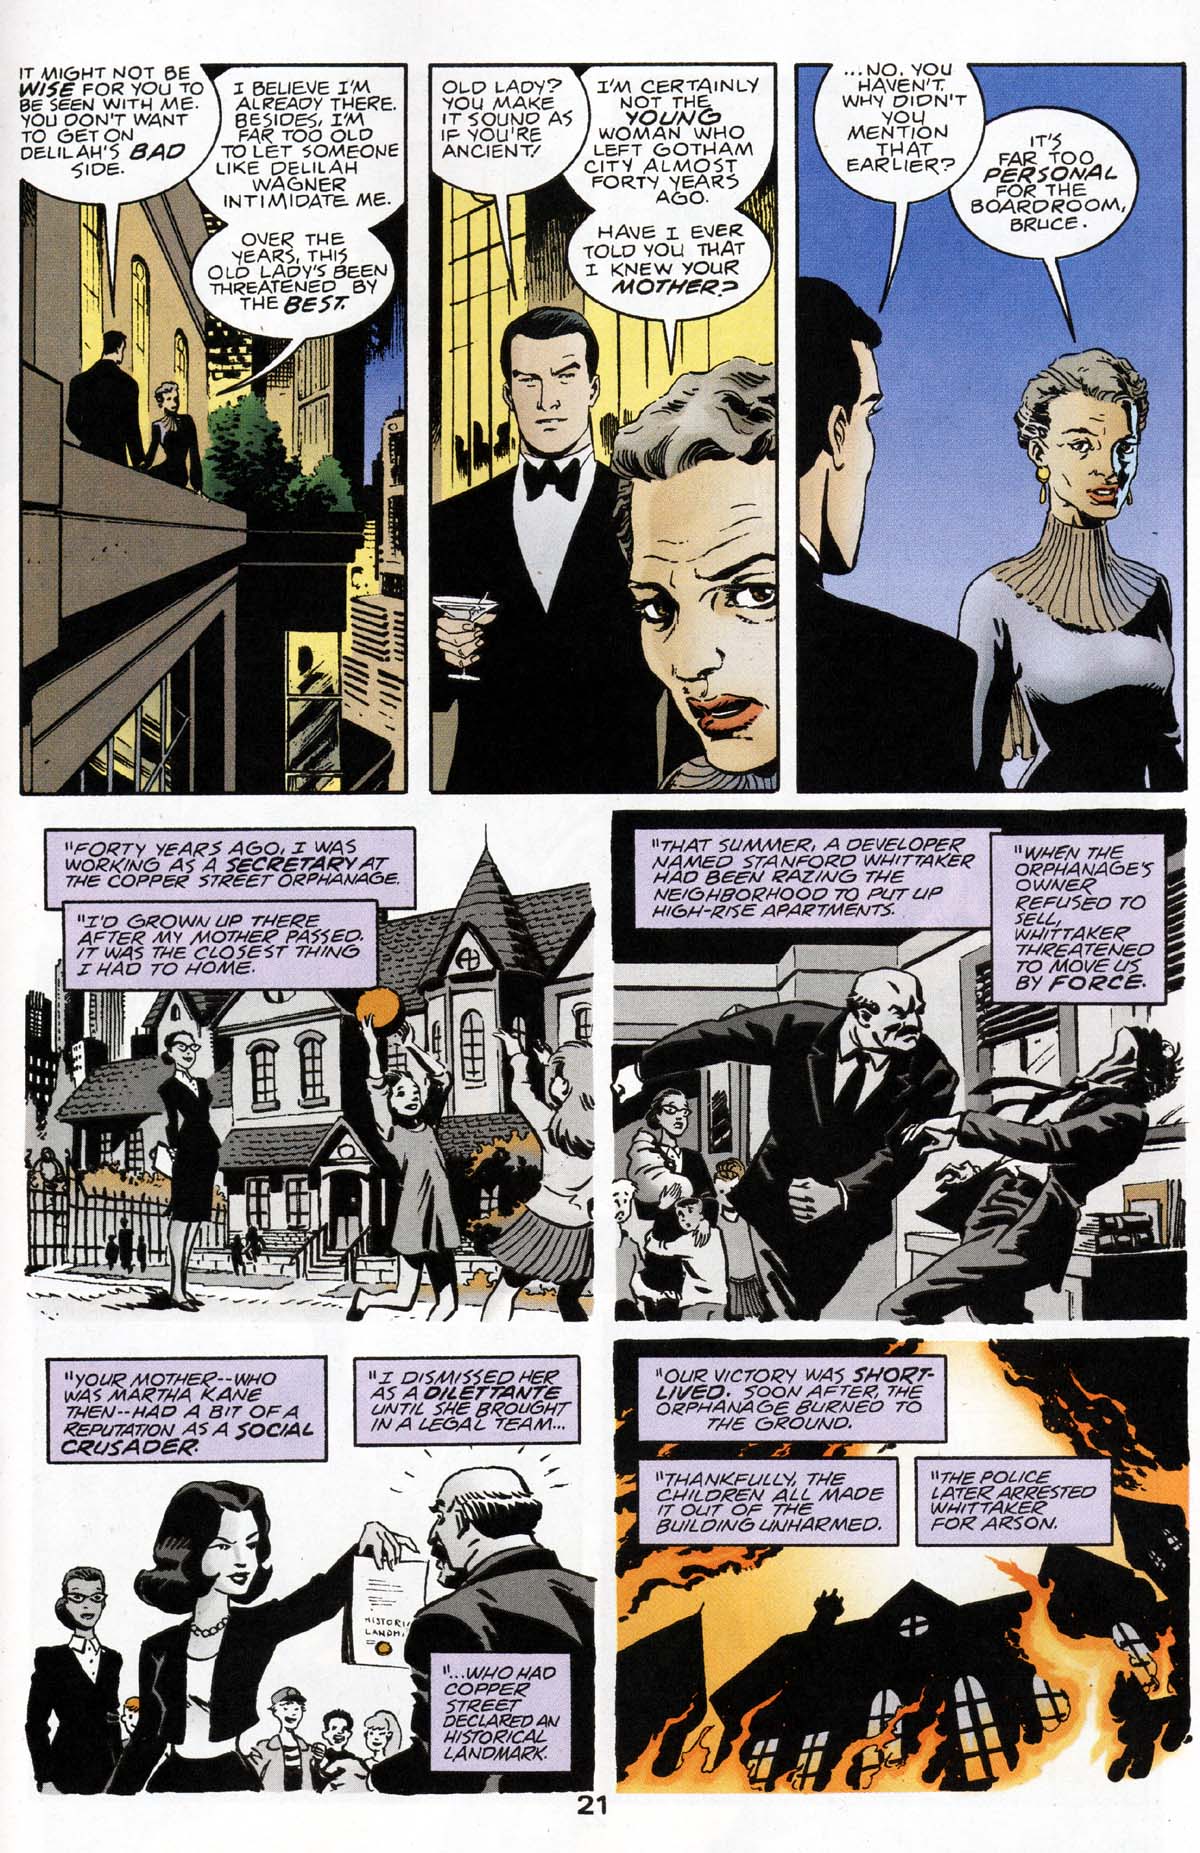 IT MIGHT NOT BE
WISE FOR YOU TO
BE SEEN WITH ME.
YOU DON'T WANT
TO GET ON
DELILAH'S BAD
SIDE.
I BELIEVE I'M
ALREADY THERE.
BESIDES, I'M
FAR TOO OLD
TO LET SOMEONE
LIKE DELILAH
WAGNER
INTIMIDATE ME.
OVER THE
YEARS, THIS
OLD LADY'S BEEN
THREATENED BY
THE BEST.
OLD LADY?
YOU MAKE
IT SOUND AS
IF YOU'RE
ANCIENT!
I'M CERTAINLY
NOT THE
YOUNG
WOMAN WHO
LEFT GOTHAM
CITY ALMOST
FORTY YEARS
AGO.
HAVE I EVER
TOLD YOU THAT
I KNEW YOUR
MOTHER?
...NO. YOU
HAVEN'T.
WHY DIDN'T
YOU
MENTION
THAT
EARLIER?
IT'S
FAR TOO
PERSONAL
FOR THE
BOARDROOM,
BRUCE.
"FORTY YEARS AGO, I WAS
WORKING AS A SECRETARY AT
THE COPPER STREET ORPHANAGE.
"I'D GROWN UP THERE
AFTER MY MOTHER PASSED.
IT WAS THE CLOSEST THING
I HAD TO HOME.
"THAT SUMMER, A DEVELOPER
NAMED STANFORD WHITTAKER
HAD BEEN RAZING THE
NEIGHBORHOOD TO PUT UP
HIGH-RISE APARTMENTS.
"WHEN THE
ORPHANAGE'S
OWNER
REFUSED TO
SELL,
WHITTAKER
THREATENED
TO MOVE US
BY FORCE.
"YOUR MOTHER--WHO
WAS MARTHA KANE
THEN--HAD A BIT OF A
REPUTATION AS A SOCIAL
CRUSADER.
"I DISMISSED HER
AS A DILETTANTE
UNTIL SHE BROUGHT
IN A LEGAL TEAM...
HISTORIC
LANDMA
"...WHO HAD
COPPER
STREET
DECLARED AN
HISTORICAL
LANDMARK.
"OUR VICTORY WAS SHORT-
LIVED. SOON AFTER, THE
ORPHANAGE BURNED TO
THE GROUND.
"THANKFULLY, THE
CHILDREN ALL MADE
IT OUT OF THE
BUILDING UNHARMED.
"THE POLICE
LATER ARRESTED
WHITTAKER
FOR ARSON.
21